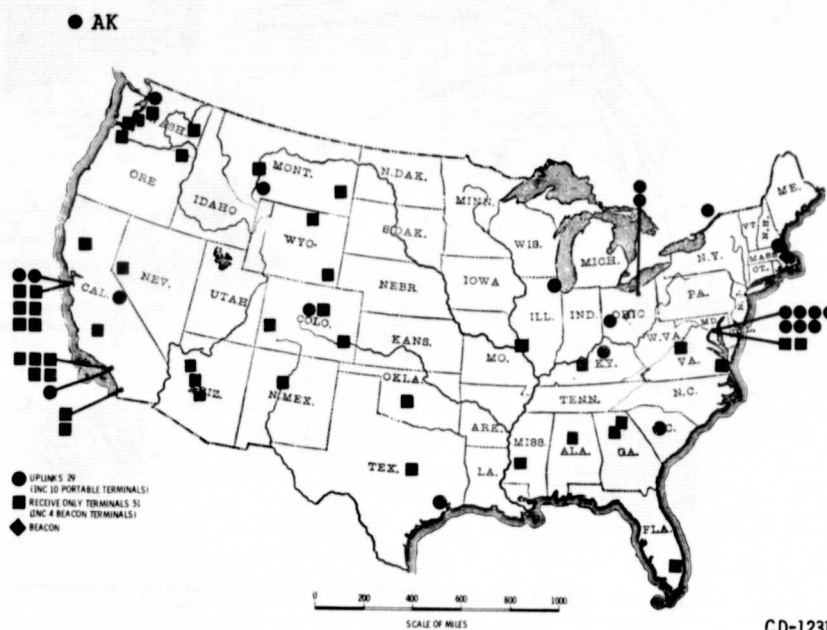 AK
WASH.
MONT.
N.DAK.
MINN.
ME.
ORE
IDAHO
VT.
N.H.
WIS.
MICH.
N.Y.
MASS
CT.
WYO.
S.DAK.
IOWA
PA.
CAL.
NEV.
UTAH
NEBR.
ILL.
IND.
OHIO
MD.
COLO.
KANS.
MO.
W.VA.
VA.
KY.
OKLA.
N.C.
TENN.
ARIZ.
N.MEX.
ARK.
S.C.
MISS.
ALA.
GA.
TEX.
LA.
FLA.
UPLINKS 29
(INC 10 PORTABLE TERMINALS)
RECEIVE ONLY TERMINALS 51
(INC 4 BEACON TERMINALS)
BEACON
0 200 400 600 800 1000
SCALE OF MILES